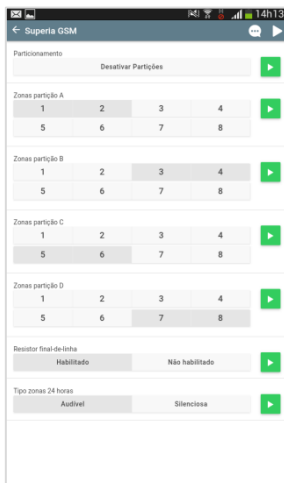 14h13
← Superia GSM
Particionamento
Desativar Partições
Zonas partição A
1 2 3 4
5 6 7 8
Zonas partição B
1 2 3 4
5 6 7 8
Zonas partição C
1 2 3 4
5 6 7 8
Zonas partição D
1 2 3 4
5 6 7 8
Resistor final-de-linha
Habilitado Não habilitado
Tipo zonas 24 horas
Audível Silenciosa